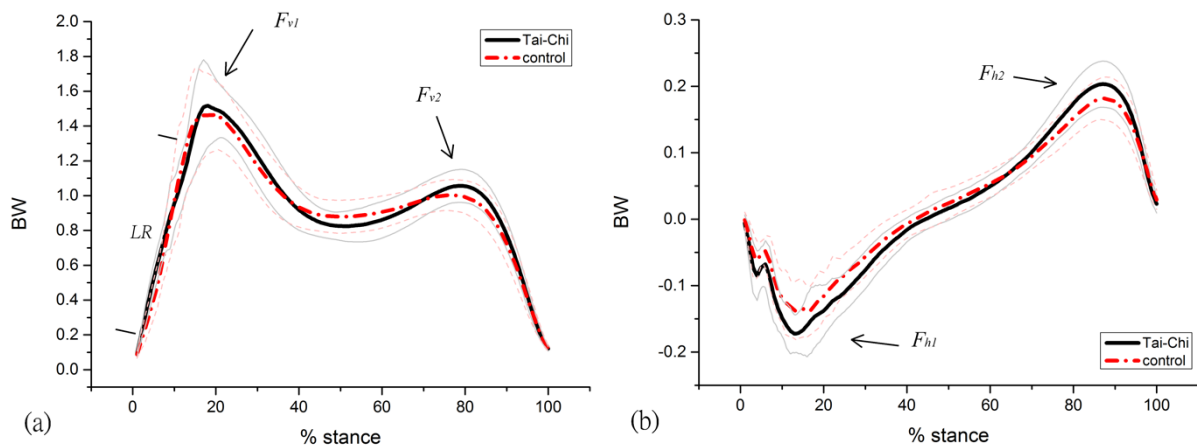 2.0
1.8
1.6
1.4
1.2
1.0
0.8
0.6
0.4
0.2
0.0
BW
Fv1
Fv2
LR
Tai-Chi
control
0 20 40 60 80 100
% stance
(a)
0.3
0.2
0.1
0.0
-0.1
-0.2
BW
Fh2
Fh1
Tai-Chi
control
0 20 40 60 80 100
% stance
(b)